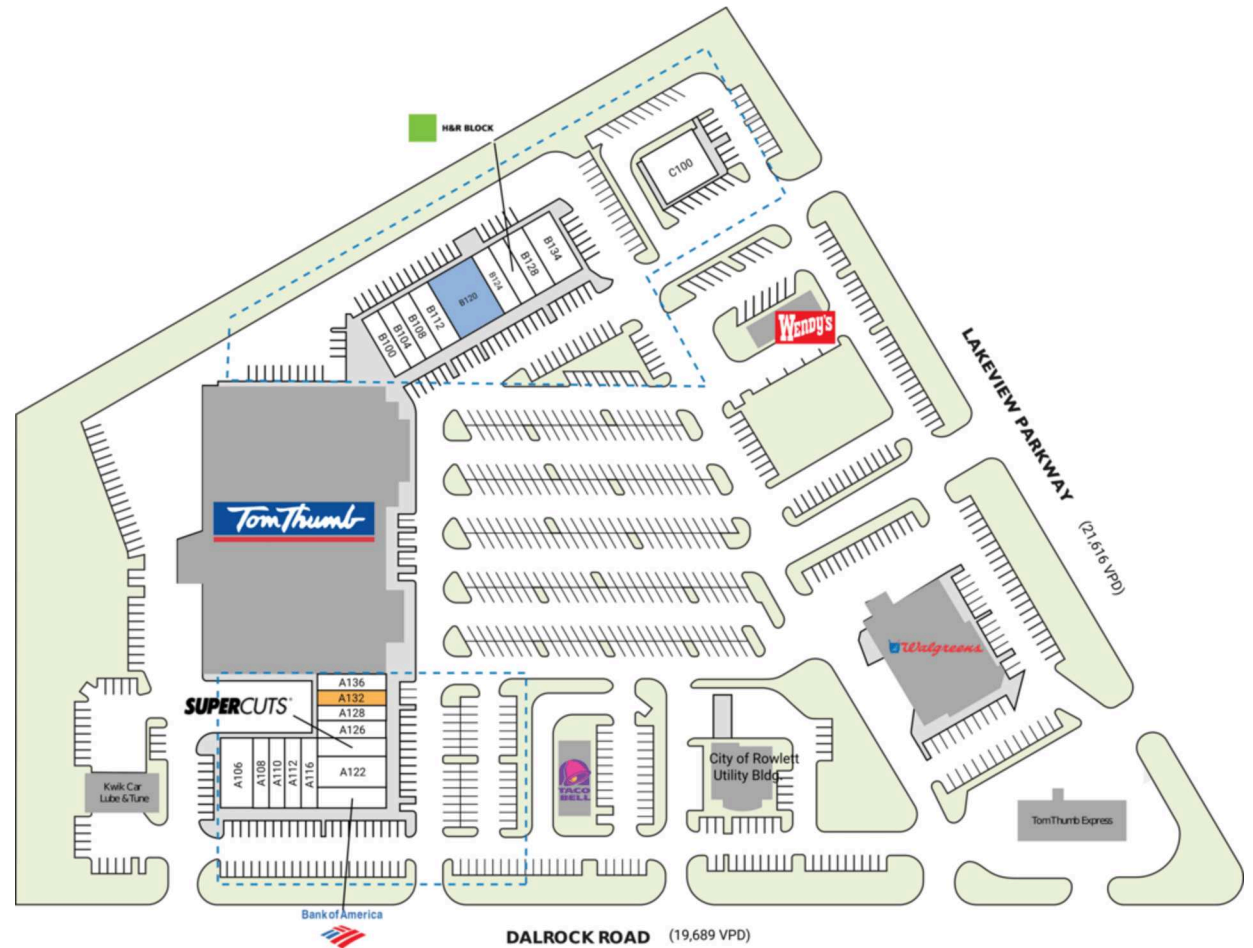 H&R BLOCK
C100
B134
B128
B124
B120
B112
B108
B104
B100
WENDY'S
LAKEVIEW PARKWAY
(21,616 VPD)
Tom Thumb
Walgreens
A136
A132
SUPERCUTS
A128
A126
A122
A106
A108
A110
A112
A116
Kwik Car
Lube & Tune
TACO
BELL
City of Rowlett
Utility Bldg.
Tom Thumb Express
Bank of America
DALROCK ROAD (19,689 VPD)